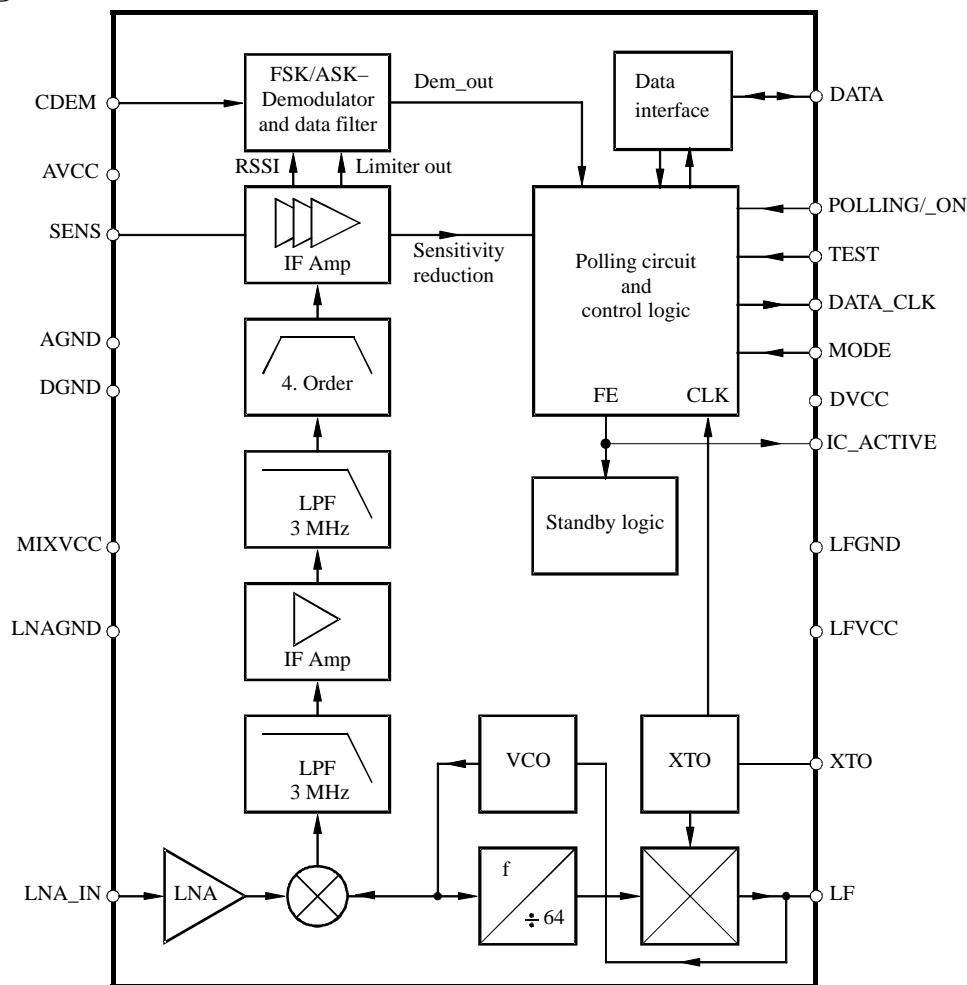 CDEM
AVCC
SENS
AGND
DGND
MIXVCC
LNAGND
LNA_IN
FSK/ASK–
Demodulator
and data filter
Dem_out
RSSI
Limiter out
IF Amp
Sensitivity
reduction
4. Order
LPF
3 MHz
IF Amp
LPF
3 MHz
LNA
Data
interface
Polling circuit
and
control logic
FE
CLK
Standby logic
VCO
XTO
f
÷ 64
DATA
POLLING/_ON
TEST
DATA_CLK
MODE
DVCC
IC_ACTIVE
LFGND
LFVCC
XTO
LF